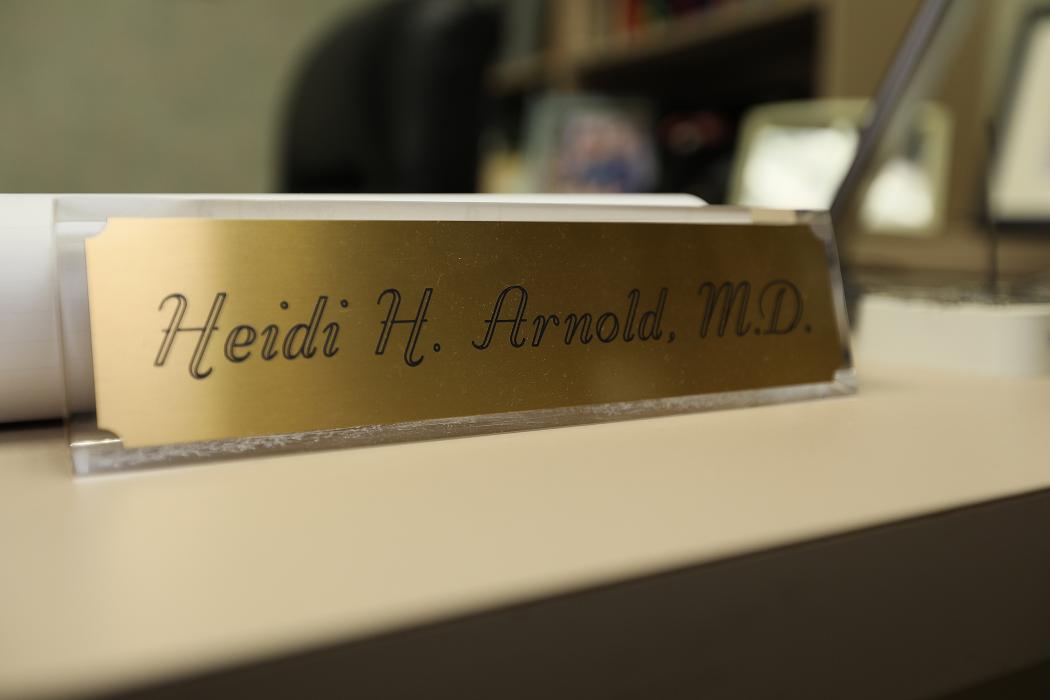 Heidi H. Arnold, M.D.